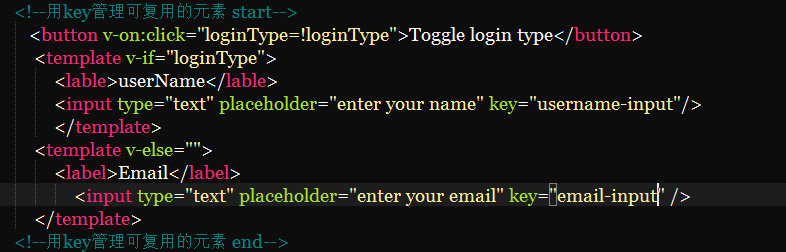 <!--用key管理可复用的元素 start-->
<button v-on:click="loginType=!loginType">Toggle login type</button>
<template v-if="loginType">
<lable>userName</lable>
<input type="text" placeholder="enter your name" key="username-input"/>
</template>
<template v-else="">
<label>Email</label>
<input type="text" placeholder="enter your email" key="email-input" />
</template>
<!--用key管理可复用的元素 end-->